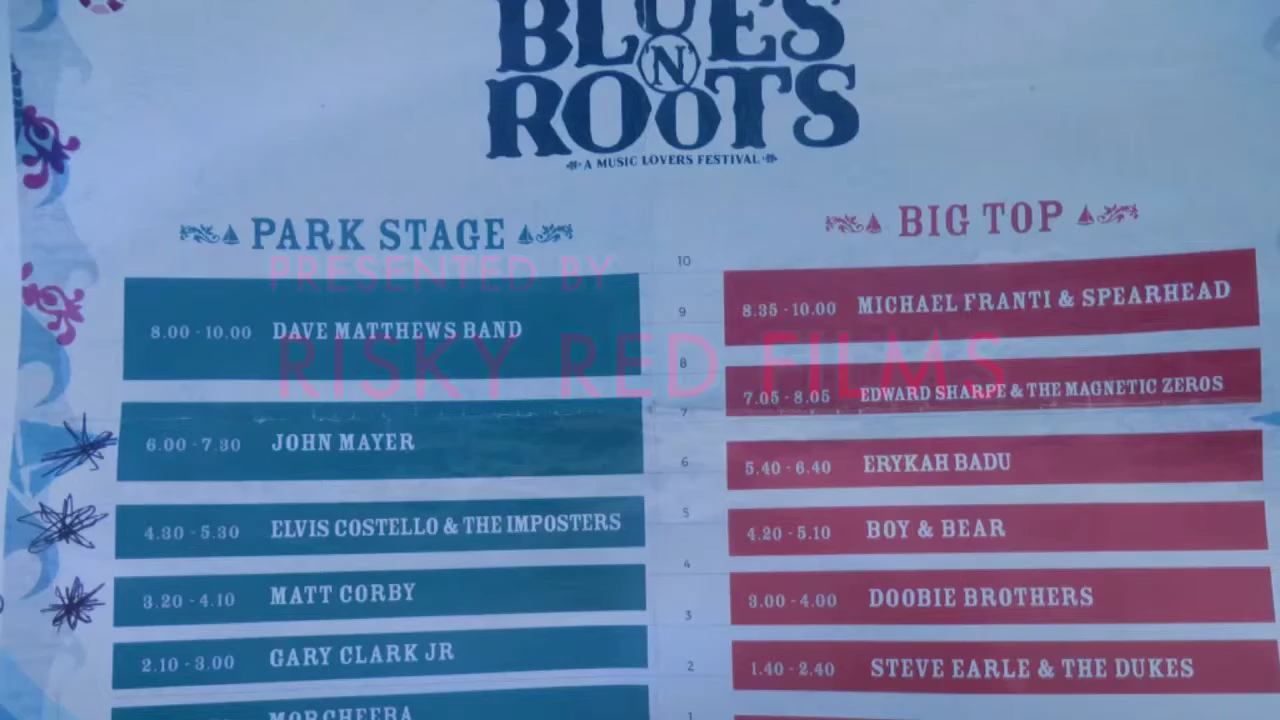 BLUES
N
ROOTS
A MUSIC LOVERS FESTIVAL
PARK STAGE
8.00 - 10.00 DAVE MATTHEWS BAND
6.00 - 7.30 JOHN MAYER
4.30 - 5.30 ELVIS COSTELLO & THE IMPOSTERS
3.20 - 4.10 MATT CORBY
2.10 - 3.00 GARY CLARK JR
MORCHEEBA
10
9
8
7
6
5
4
3
2
1
BIG TOP
8.35 - 10.00 MICHAEL FRANTI & SPEARHEAD
7.05 - 8.05 EDWARD SHARPE & THE MAGNETIC ZEROS
5.40 - 6.40 ERYKAH BADU
4.20 - 5.10 BOY & BEAR
3.00 - 4.00 DOOBIE BROTHERS
1.40 - 2.40 STEVE EARLE & THE DUKES
PRESENTED BY
RISKY RED FILMS